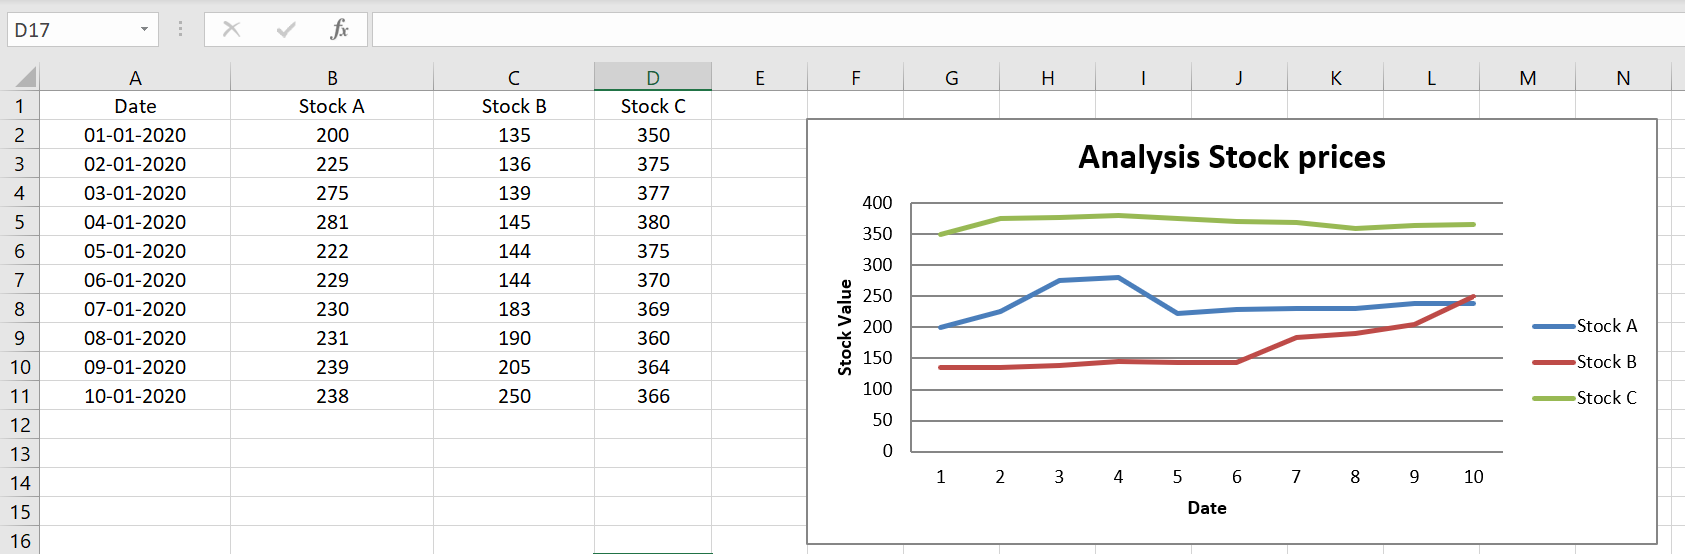 D17 fx
A B C D E F G H I J K L M N
1 Date Stock A Stock B Stock C
2 01-01-2020 200 135 350
3 02-01-2020 225 136 375
4 03-01-2020 275 139 377
5 04-01-2020 281 145 380
6 05-01-2020 222 144 375
7 06-01-2020 229 144 370
8 07-01-2020 230 183 369
9 08-01-2020 231 190 360
10 09-01-2020 239 205 364
11 10-01-2020 238 250 366
12
13
14
15
16
Analysis Stock prices
Stock Value
400
350
300
250
200
150
100
50
0
1 2 3 4 5 6 7 8 9 10
Date
Stock A
Stock B
Stock C